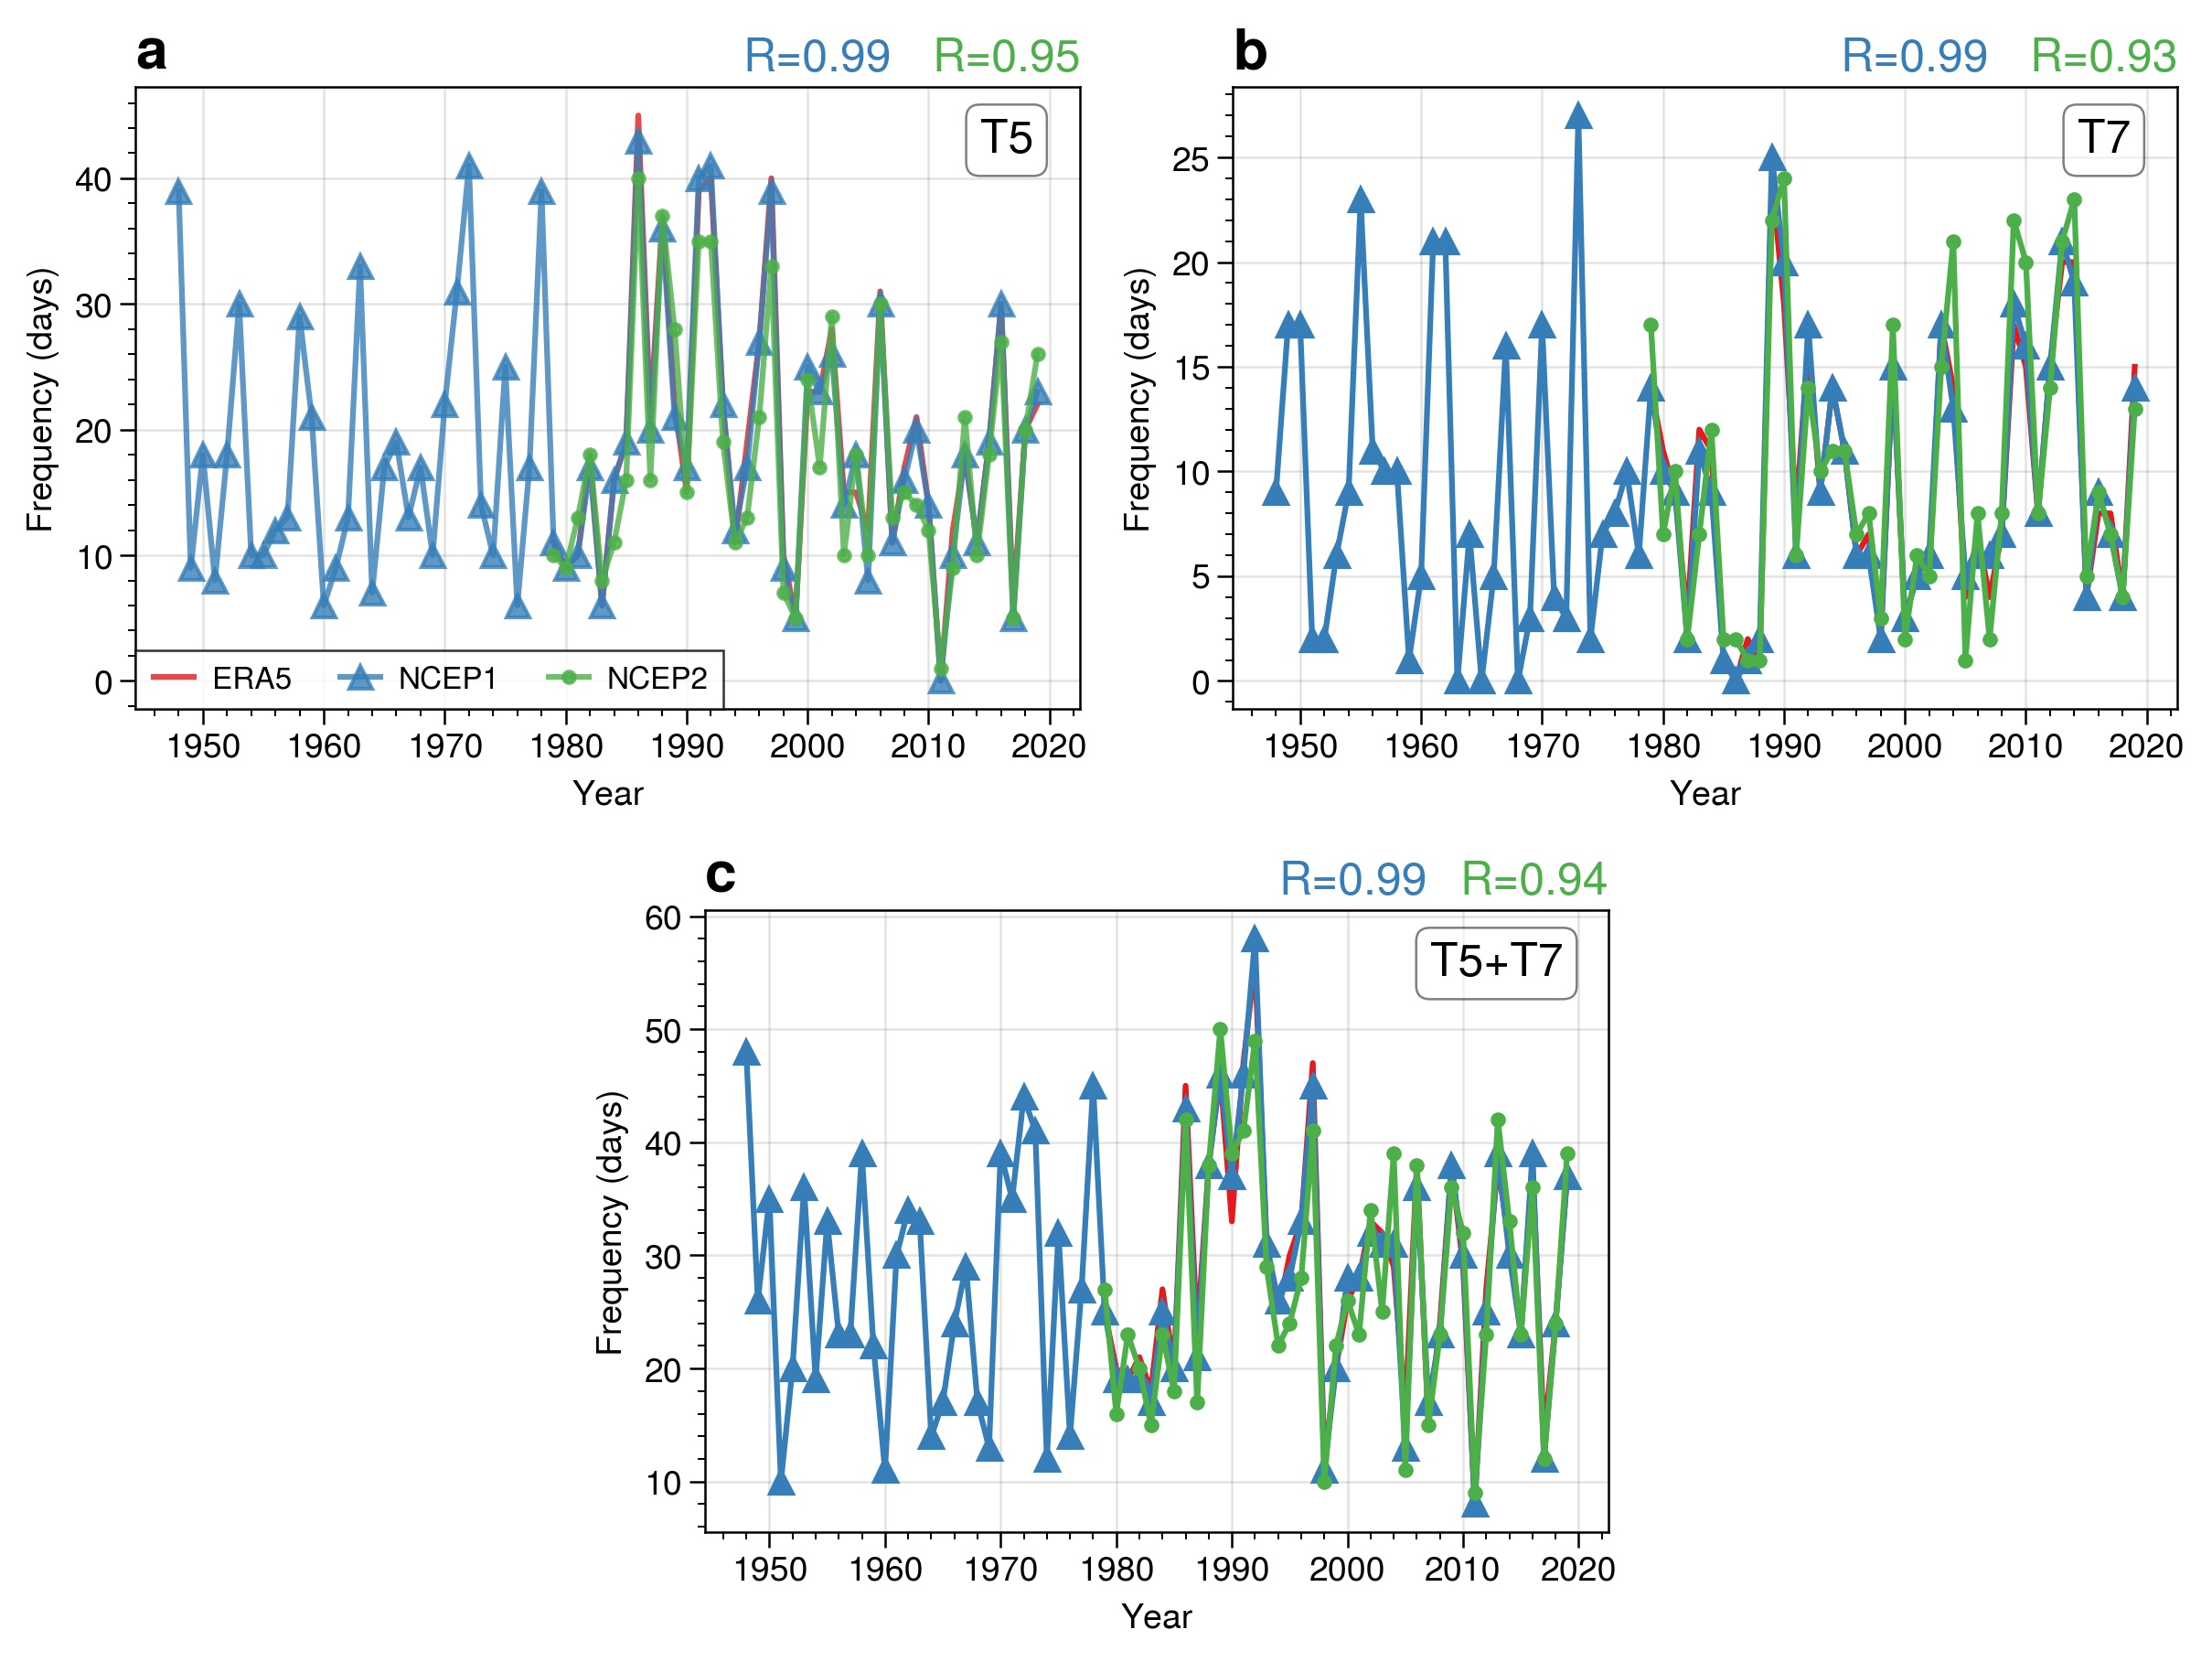 a
R=0.99 R=0.95
T5
Frequency (days)
40
30
20
10
0
ERA5 NCEP1 NCEP2
1950 1960 1970 1980 1990 2000 2010 2020
Year
b
R=0.99 R=0.93
T7
Frequency (days)
25
20
15
10
5
0
1950 1960 1970 1980 1990 2000 2010 2020
Year
c
R=0.99 R=0.94
T5+T7
Frequency (days)
60
50
40
30
20
10
1950 1960 1970 1980 1990 2000 2010 2020
Year